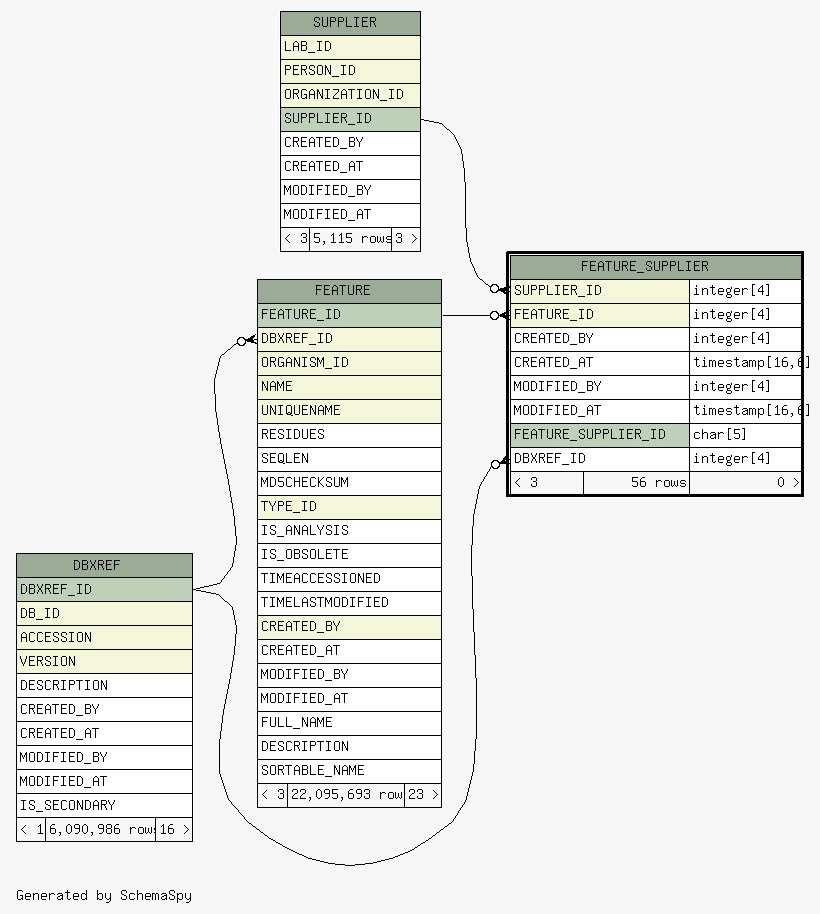 SUPPLIER
LAB_ID
PERSON_ID
ORGANIZATION_ID
SUPPLIER_ID
CREATED_BY
CREATED_AT
MODIFIED_BY
MODIFIED_AT
< 3 5,115 rows 3 >
FEATURE_SUPPLIER
SUPPLIER_ID integer[4]
FEATURE_ID integer[4]
CREATED_BY integer[4]
CREATED_AT timestamp[16,6]
MODIFIED_BY integer[4]
MODIFIED_AT timestamp[16,6]
FEATURE_SUPPLIER_ID char[5]
DBXREF_ID integer[4]
< 3 56 rows 0 >
FEATURE
FEATURE_ID
DBXREF_ID
ORGANISM_ID
NAME
UNIQUENAME
RESIDUES
SEQLEN
MD5CHECKSUM
TYPE_ID
IS_ANALYSIS
IS_OBSOLETE
TIMEACCESSIONED
TIMELASTMODIFIED
CREATED_BY
CREATED_AT
MODIFIED_BY
MODIFIED_AT
FULL_NAME
DESCRIPTION
SORTABLE_NAME
< 3 22,095,693 row 23 >
DBXREF
DBXREF_ID
DB_ID
ACCESSION
VERSION
DESCRIPTION
CREATED_BY
CREATED_AT
MODIFIED_BY
MODIFIED_AT
IS_SECONDARY
< 1 6,090,986 rows 16 >
Generated by SchemaSpy